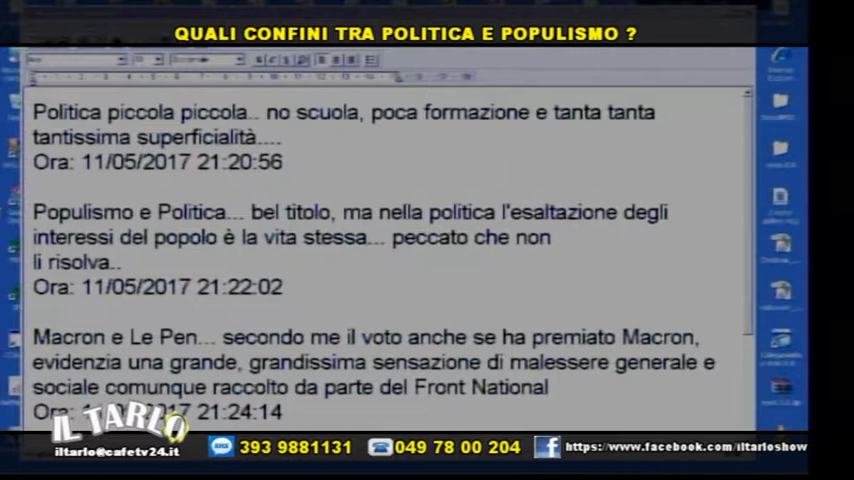 QUALI CONFINI TRA POLITICA E POPULISMO ?
Politica piccola piccola.. no scuola, poca formazione e tanta tanta
tantissima superficialità....
Ora: 11/05/2017 21:20:56
Populismo e Politica... bel titolo, ma nella politica l'esaltazione degli
interessi del popolo è la vita stessa... peccato che non
li risolva..
Ora: 11/05/2017 21:22:02
Macron e Le Pen... secondo me il voto anche se ha premiato Macron,
evidenzia una grande, grandissima sensazione di malessere generale e
sociale comunque raccolto da parte del Front National
Ora: 21:24:14
IL TARLO
iltarlo@cafetv24.it
SMS 393 9881131
049 78 00 204
f https://www.facebook.com/iltarloshow